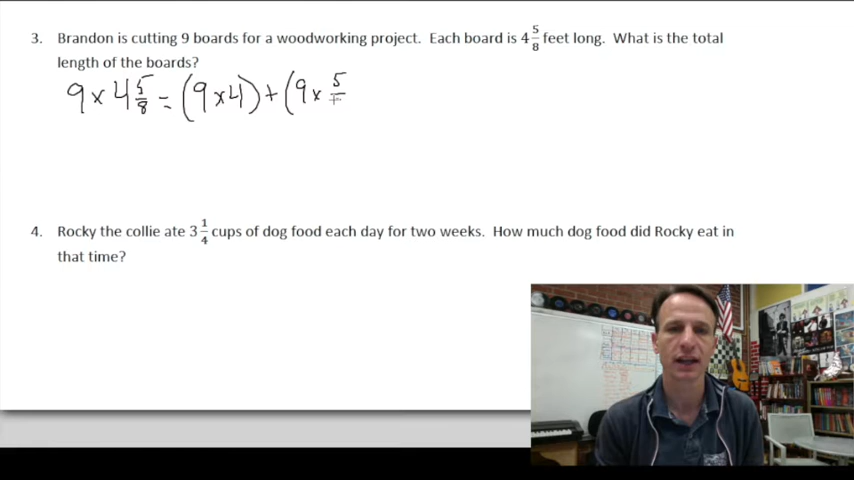 3. Brandon is cutting 9 boards for a woodworking project. Each board is 4 5/8 feet long. What is the total
length of the boards?
9 × 4 5/8 = (9 × 4) + (9 × 5/
4. Rocky the collie ate 3 1/4 cups of dog food each day for two weeks. How much dog food did Rocky eat in
that time?